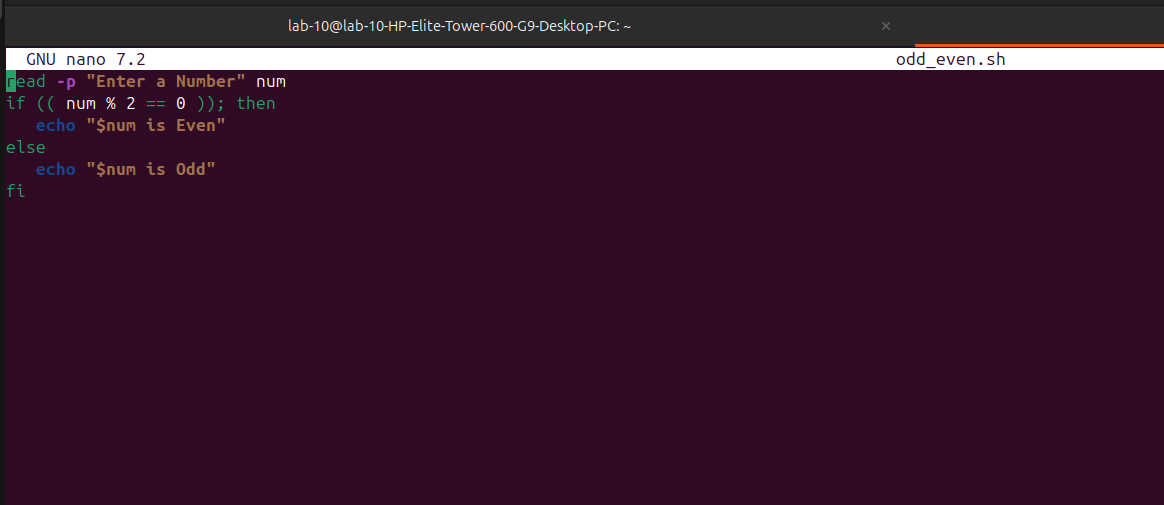 lab-10@lab-10-HP-Elite-Tower-600-G9-Desktop-PC: ~ ×
GNU nano 7.2 odd_even.sh
read -p "Enter a Number" num
if (( num % 2 == 0 )); then
   echo "$num is Even"
else
   echo "$num is Odd"
fi